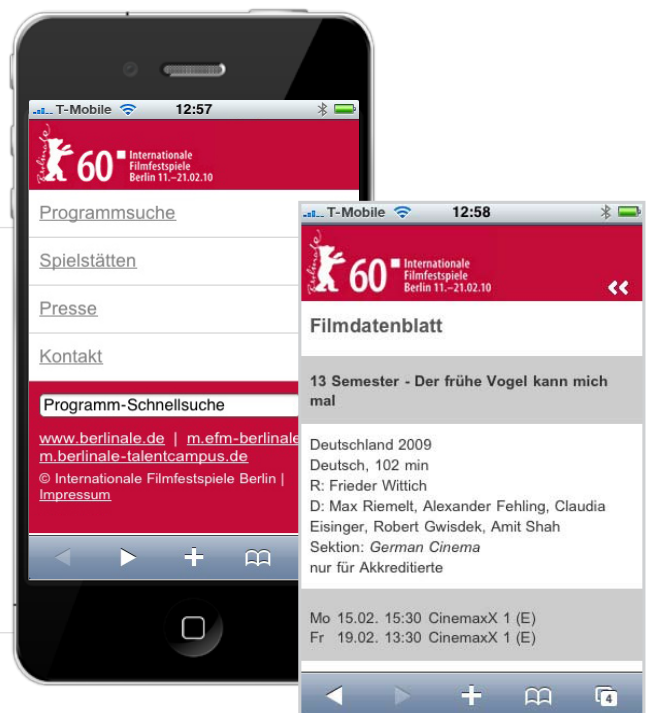 T-Mobile 12:57
Berlinale
60 Internationale
Filmfestspiele
Berlin 11.–21.02.10
Programmsuche
Spielstätten
Presse
Kontakt
Programm-Schnellsuche
www.berlinale.de | m.efm-berlinale
m.berlinale-talentcampus.de
© Internationale Filmfestspiele Berlin |
Impressum
T-Mobile 12:58
Berlinale
60 Internationale
Filmfestspiele
Berlin 11.–21.02.10
Filmdatenblatt
13 Semester - Der frühe Vogel kann mich
mal
Deutschland 2009
Deutsch, 102 min
R: Frieder Wittich
D: Max Riemelt, Alexander Fehling, Claudia
Eisinger, Robert Gwisdek, Amit Shah
Sektion: German Cinema
nur für Akkreditierte
Mo 15.02. 15:30 CinemaxX 1 (E)
Fr 19.02. 13:30 CinemaxX 1 (E)
4